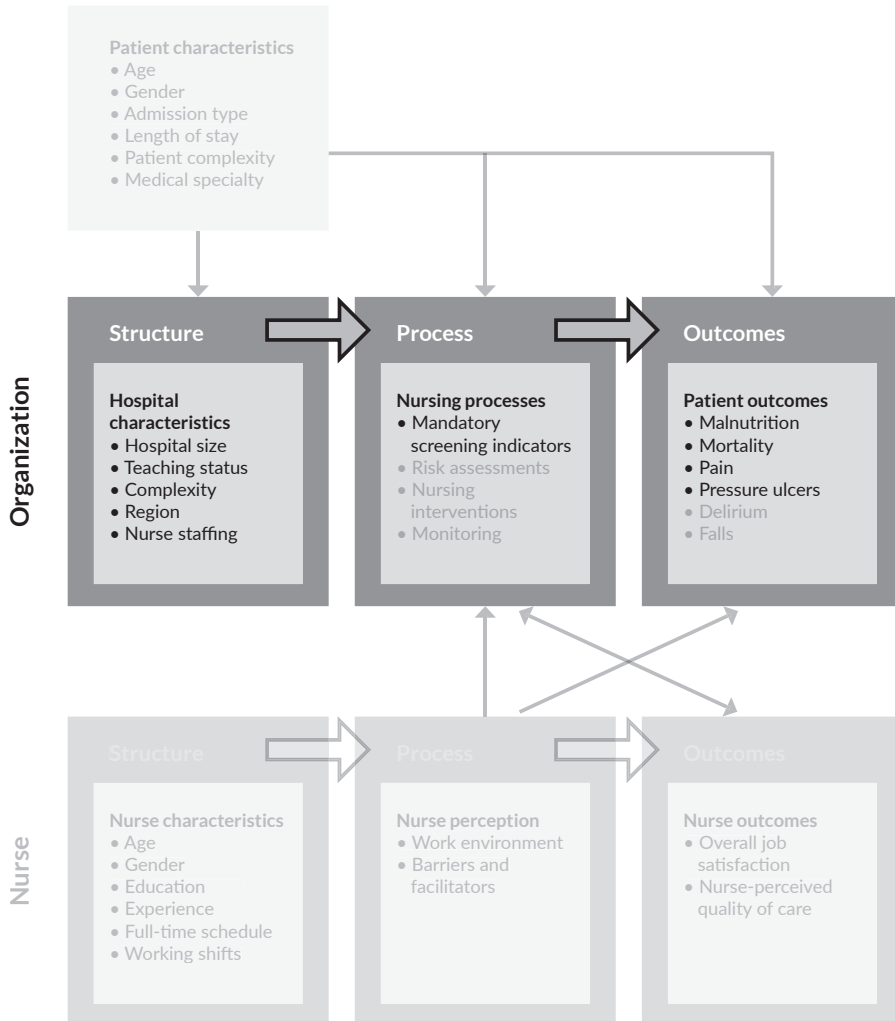 Patient characteristics
• Age
• Gender
• Admission type
• Length of stay
• Patient complexity
• Medical specialty
Organization
Structure
Hospital
characteristics
• Hospital size
• Teaching status
• Complexity
• Region
• Nurse staffing
Process
Nursing processes
• Mandatory
screening indicators
• Risk assessments
• Nursing
interventions
• Monitoring
Outcomes
Patient outcomes
• Malnutrition
• Mortality
• Pain
• Pressure ulcers
• Delirium
• Falls
Nurse
Structure
Nurse characteristics
• Age
• Gender
• Education
• Experience
• Full-time schedule
• Working shifts
Process
Nurse perception
• Work environment
• Barriers and
facilitators
Outcomes
Nurse outcomes
• Overall job
satisfaction
• Nurse-perceived
quality of care